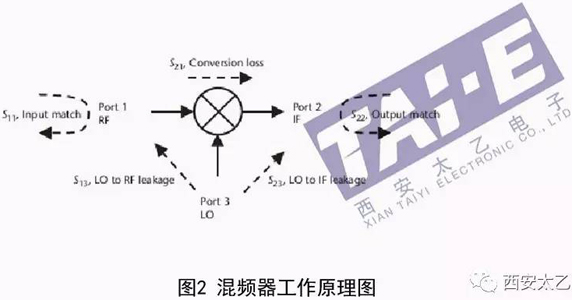 S21, Conversion loss
Port 1
RF
Port 2
IF
S11, Input match
S22, Output match
S13, LO to RF leakage
S23, LO to IF leakage
Port 3
LO
TAI-E
西安太乙电子
XIAN TAIYI ELECTRONIC CO., LTD
图2 混频器工作原理图
西安太乙